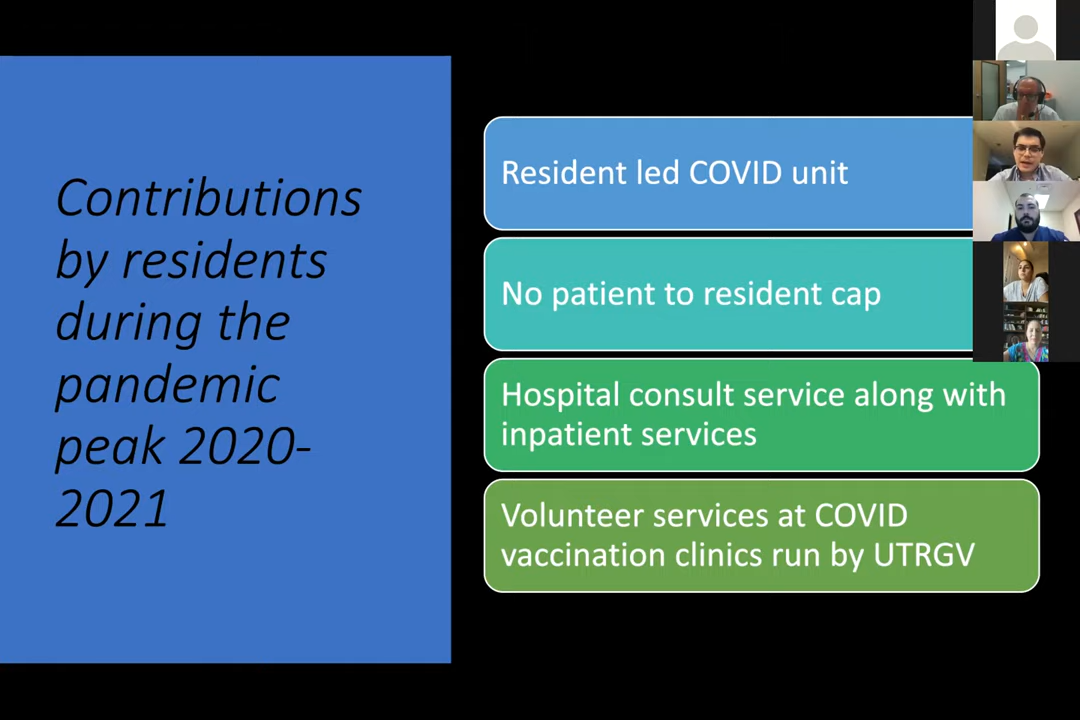 Contributions
by residents
during the
pandemic
peak 2020-
2021
Resident led COVID unit
No patient to resident cap
Hospital consult service along with
inpatient services
Volunteer services at COVID
vaccination clinics run by UTRGV